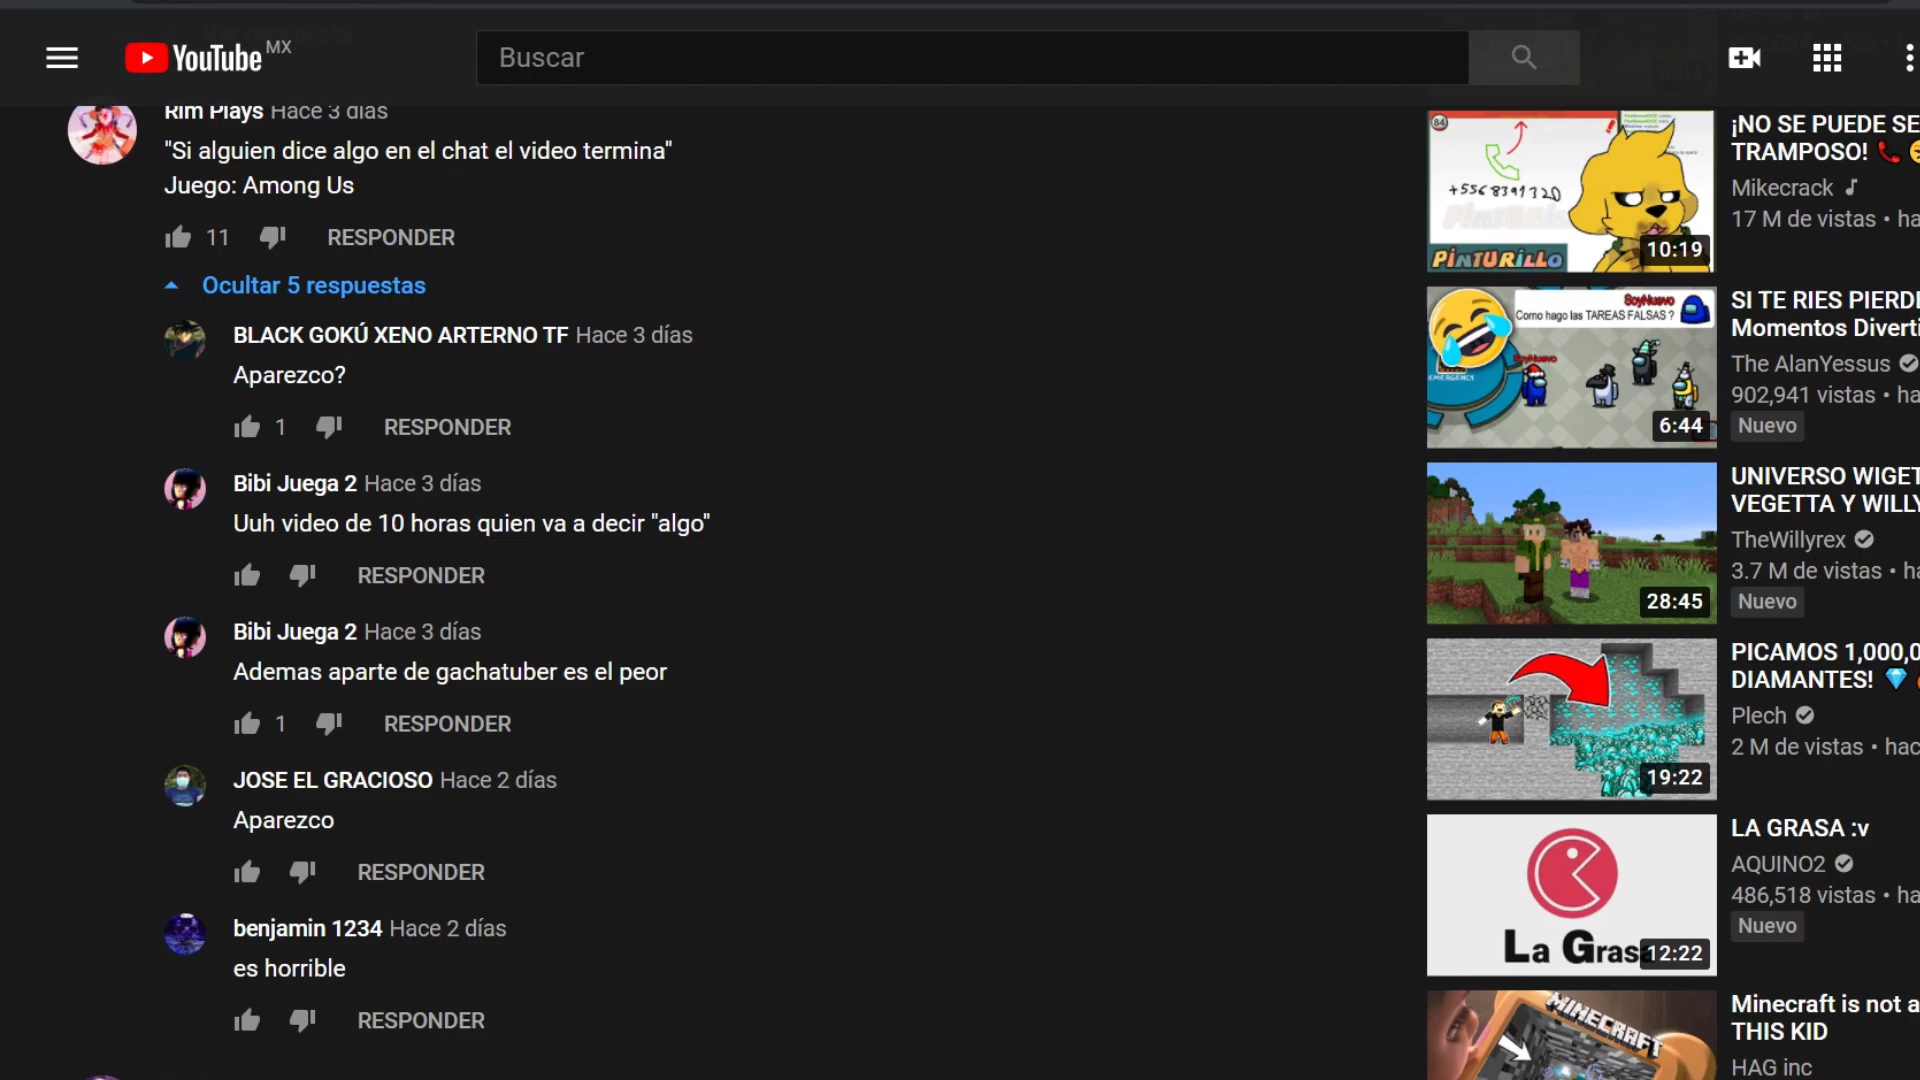 YouTube MX
Buscar
Rim Plays Hace 3 días
"Si alguien dice algo en el chat el video termina"
Juego: Among Us
11 RESPONDER
Ocultar 5 respuestas
BLACK GOKÚ XENO ARTERNO TF Hace 3 días
Aparezco?
1 RESPONDER
Bibi Juega 2 Hace 3 días
Uuh video de 10 horas quien va a decir "algo"
RESPONDER
Bibi Juega 2 Hace 3 días
Ademas aparte de gachatuber es el peor
1 RESPONDER
JOSE EL GRACIOSO Hace 2 días
Aparezco
RESPONDER
benjamin 1234 Hace 2 días
es horrible
RESPONDER
84
+556 8391320
PiNTURiLLO
10:19
¡NO SE PUEDE SE
TRAMPOSO!
Mikecrack
17 M de vistas • ha
SoyNuevo
Como hago las TAREAS FALSAS ?
SoyNuevo
EMERGENCY
6:44
SI TE RIES PIERDE
Momentos Diverti
The AlanYessus
902,941 vistas • ha
Nuevo
28:45
UNIVERSO WIGET
VEGETTA Y WILLY
TheWillyrex
3.7 M de vistas • ha
Nuevo
19:22
PICAMOS 1,000,0
DIAMANTES!
Plech
2 M de vistas • hac
La Grasa
12:22
LA GRASA :v
AQUINO2
486,518 vistas • ha
Nuevo
MINECRAFT
Minecraft is not a
THIS KID
HAG inc